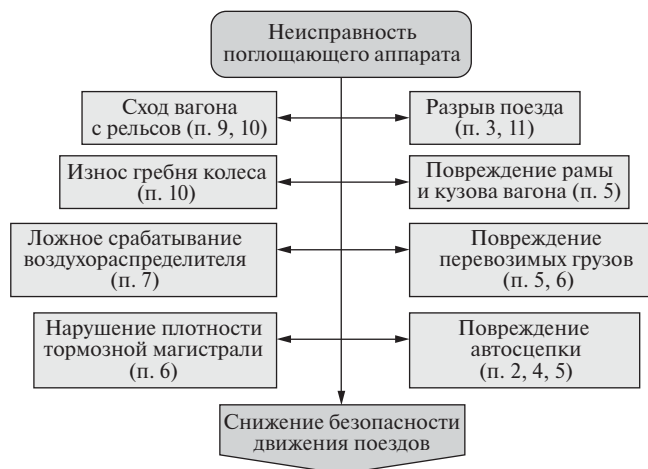 Неисправность
поглощающего аппарата
Сход вагона
с рельсов (п. 9, 10)
Разрыв поезда
(п. 3, 11)
Износ гребня колеса
(п. 10)
Повреждение рамы
и кузова вагона (п. 5)
Ложное срабатывание
воздухораспределителя
(п. 7)
Повреждение
перевозимых грузов
(п. 5, 6)
Нарушение плотности
тормозной магистрали
(п. 6)
Повреждение
автосцепки
(п. 2, 4, 5)
Снижение безопасности
движения поездов